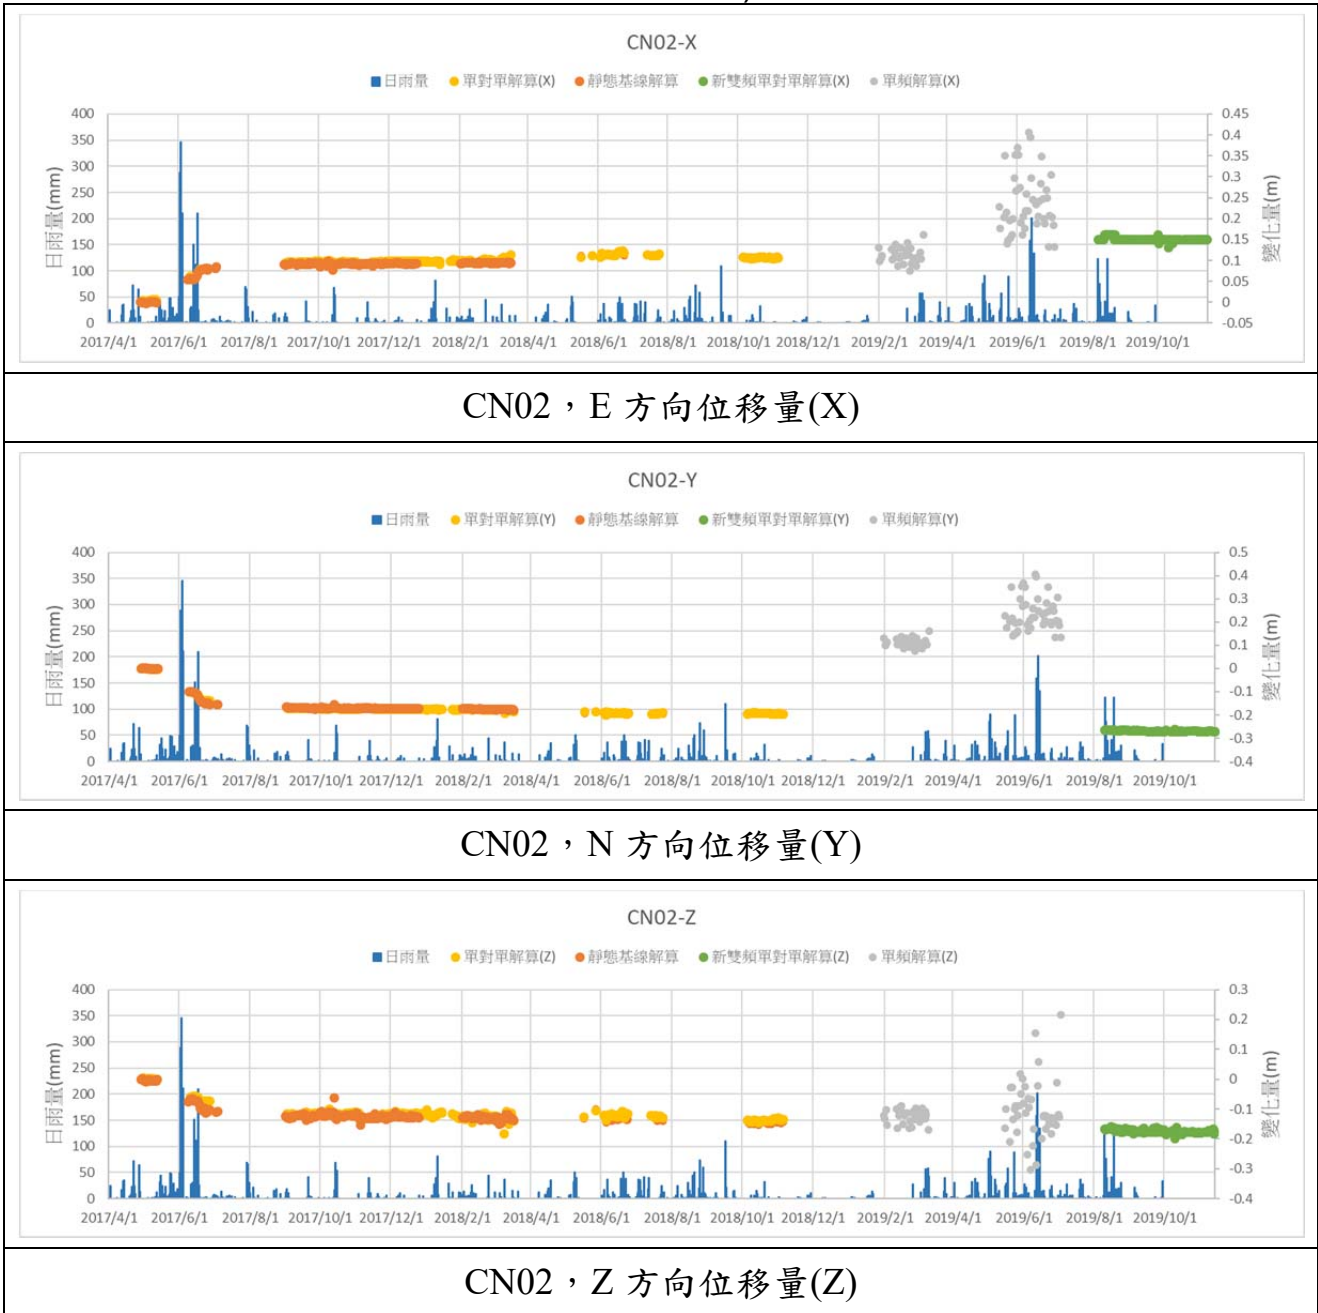 CN02-X
日雨量 單對單解算(X) 靜態基線解算 新雙頻單對單解算(X) 單頻解算(X)
400 0.45
350 0.4
0.35
300 0.3
250 0.25
200 0.2
150 0.15
100 0.1
0.05
50 0
0 -0.05
日雨量(mm)
變化量(m)
2017/4/1 2017/6/1 2017/8/1 2017/10/1 2017/12/1 2018/2/1 2018/4/1 2018/6/1 2018/8/1 2018/10/1 2018/12/1 2019/2/1 2019/4/1 2019/6/1 2019/8/1 2019/10/1
CN02,E 方向位移量(X)
CN02-Y
日雨量 單對單解算(Y) 靜態基線解算 新雙頻單對單解算(Y) 單頻解算(Y)
400 0.5
350 0.4
300 0.3
250 0.2
0.1
200 0
150 -0.1
100 -0.2
50 -0.3
0 -0.4
日雨量(mm)
變化量(m)
2017/4/1 2017/6/1 2017/8/1 2017/10/1 2017/12/1 2018/2/1 2018/4/1 2018/6/1 2018/8/1 2018/10/1 2018/12/1 2019/2/1 2019/4/1 2019/6/1 2019/8/1 2019/10/1
CN02,N 方向位移量(Y)
CN02-Z
日雨量 單對單解算(Z) 靜態基線解算 新雙頻單對單解算(Z) 單頻解算(Z)
400 0.3
350 0.2
300 0.1
250 0
200
150 -0.1
100 -0.2
50 -0.3
0 -0.4
日雨量(mm)
變化量(m)
2017/4/1 2017/6/1 2017/8/1 2017/10/1 2017/12/1 2018/2/1 2018/4/1 2018/6/1 2018/8/1 2018/10/1 2018/12/1 2019/2/1 2019/4/1 2019/6/1 2019/8/1 2019/10/1
CN02,Z 方向位移量(Z)